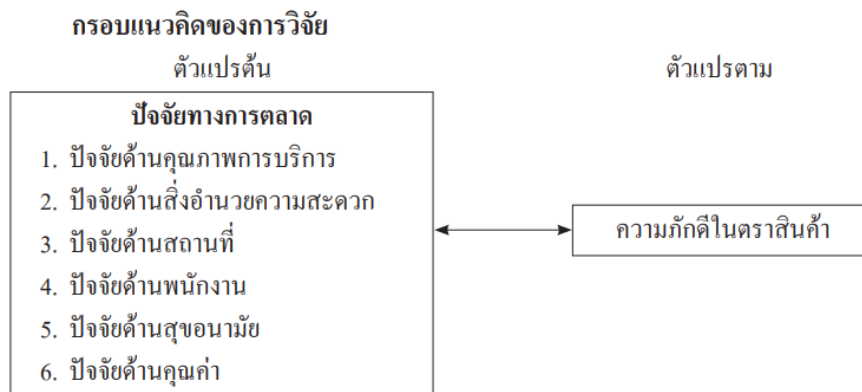 กรอบแนวคิดของการวิจัย
ตัวแปรต้น
ตัวแปรตาม
ปัจจัยทางการตลาด
1. ปัจจัยด้านคุณภาพการบริการ
2. ปัจจัยด้านสิ่งอำนวยความสะดวก
3. ปัจจัยด้านสถานที่
4. ปัจจัยด้านพนักงาน
5. ปัจจัยด้านสุขอนามัย
6. ปัจจัยด้านคุณค่า
ความภักดีในตราสินค้า